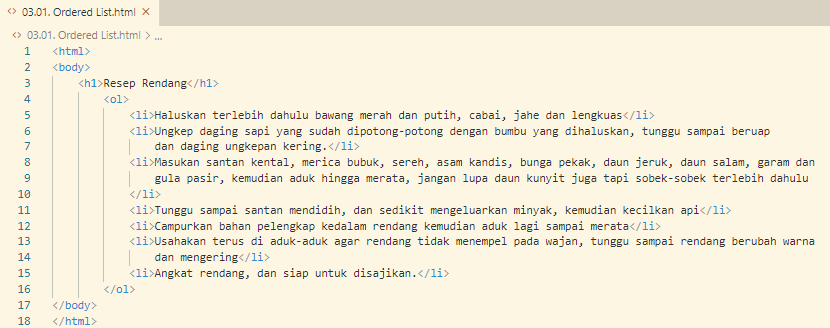 <> 03.01. Ordered List.html ×
<> 03.01. Ordered List.html > ...
1 <html>
2 <body>
3 <h1>Resep Rendang</h1>
4 <ol>
5 <li>Haluskan terlebih dahulu bawang merah dan putih, cabai, jahe dan lengkuas</li>
6 <li>Ungkep daging sapi yang sudah dipotong-potong dengan bumbu yang dihaluskan, tunggu sampai beruap
7 dan daging ungkepan kering.</li>
8 <li>Masukan santan kental, merica bubuk, sereh, asam kandis, bunga pekak, daun jeruk, daun salam, garam dan
9 gula pasir, kemudian aduk hingga merata, jangan lupa daun kunyit juga tapi sobek-sobek terlebih dahulu
10 </li>
11 <li>Tunggu sampai santan mendidih, dan sedikit mengeluarkan minyak, kemudian kecilkan api</li>
12 <li>Campurkan bahan pelengkap kedalam rendang kemudian aduk lagi sampai merata</li>
13 <li>Usahakan terus di aduk-aduk agar rendang tidak menempel pada wajan, tunggu sampai rendang berubah warna
14 dan mengering</li>
15 <li>Angkat rendang, dan siap untuk disajikan.</li>
16 </ol>
17 </body>
18 </html>